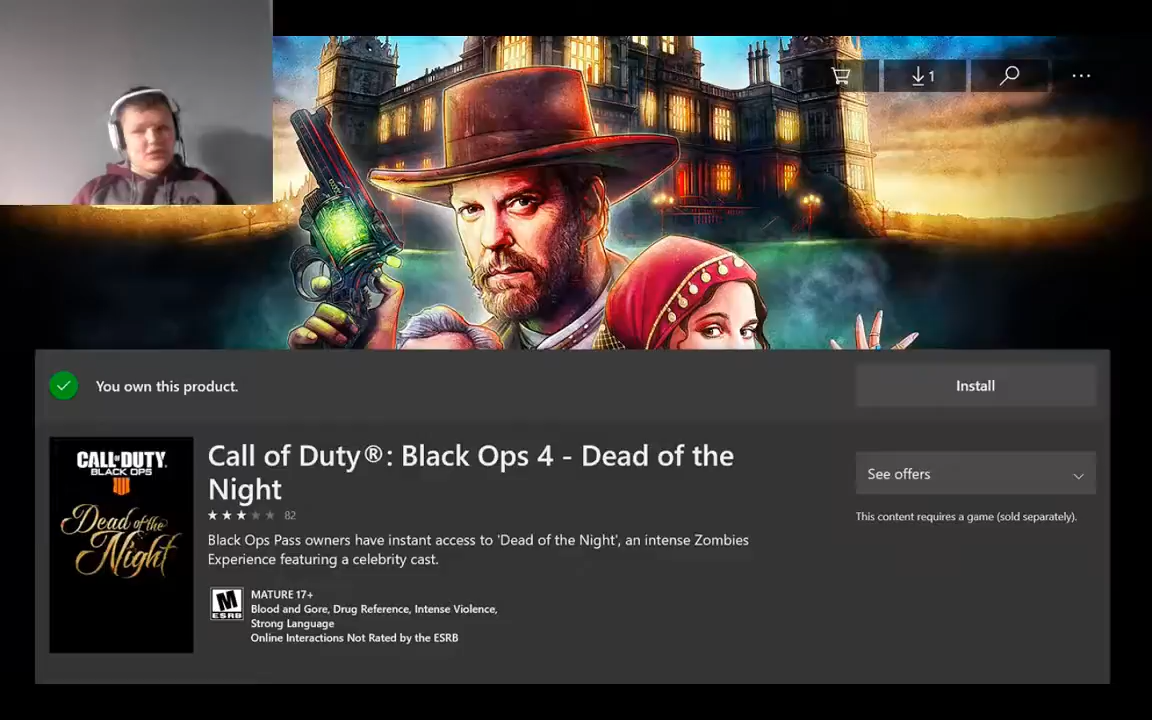 1
You own this product.
Install
CALL OF DUTY.
BLACK OPS
IIII
Dead of the
Night
Call of Duty®: Black Ops 4 - Dead of the
Night
82
Black Ops Pass owners have instant access to 'Dead of the Night', an intense Zombies
Experience featuring a celebrity cast.
M
ESRB
MATURE 17+
Blood and Gore, Drug Reference, Intense Violence,
Strong Language
Online Interactions Not Rated by the ESRB
See offers
This content requires a game (sold separately).